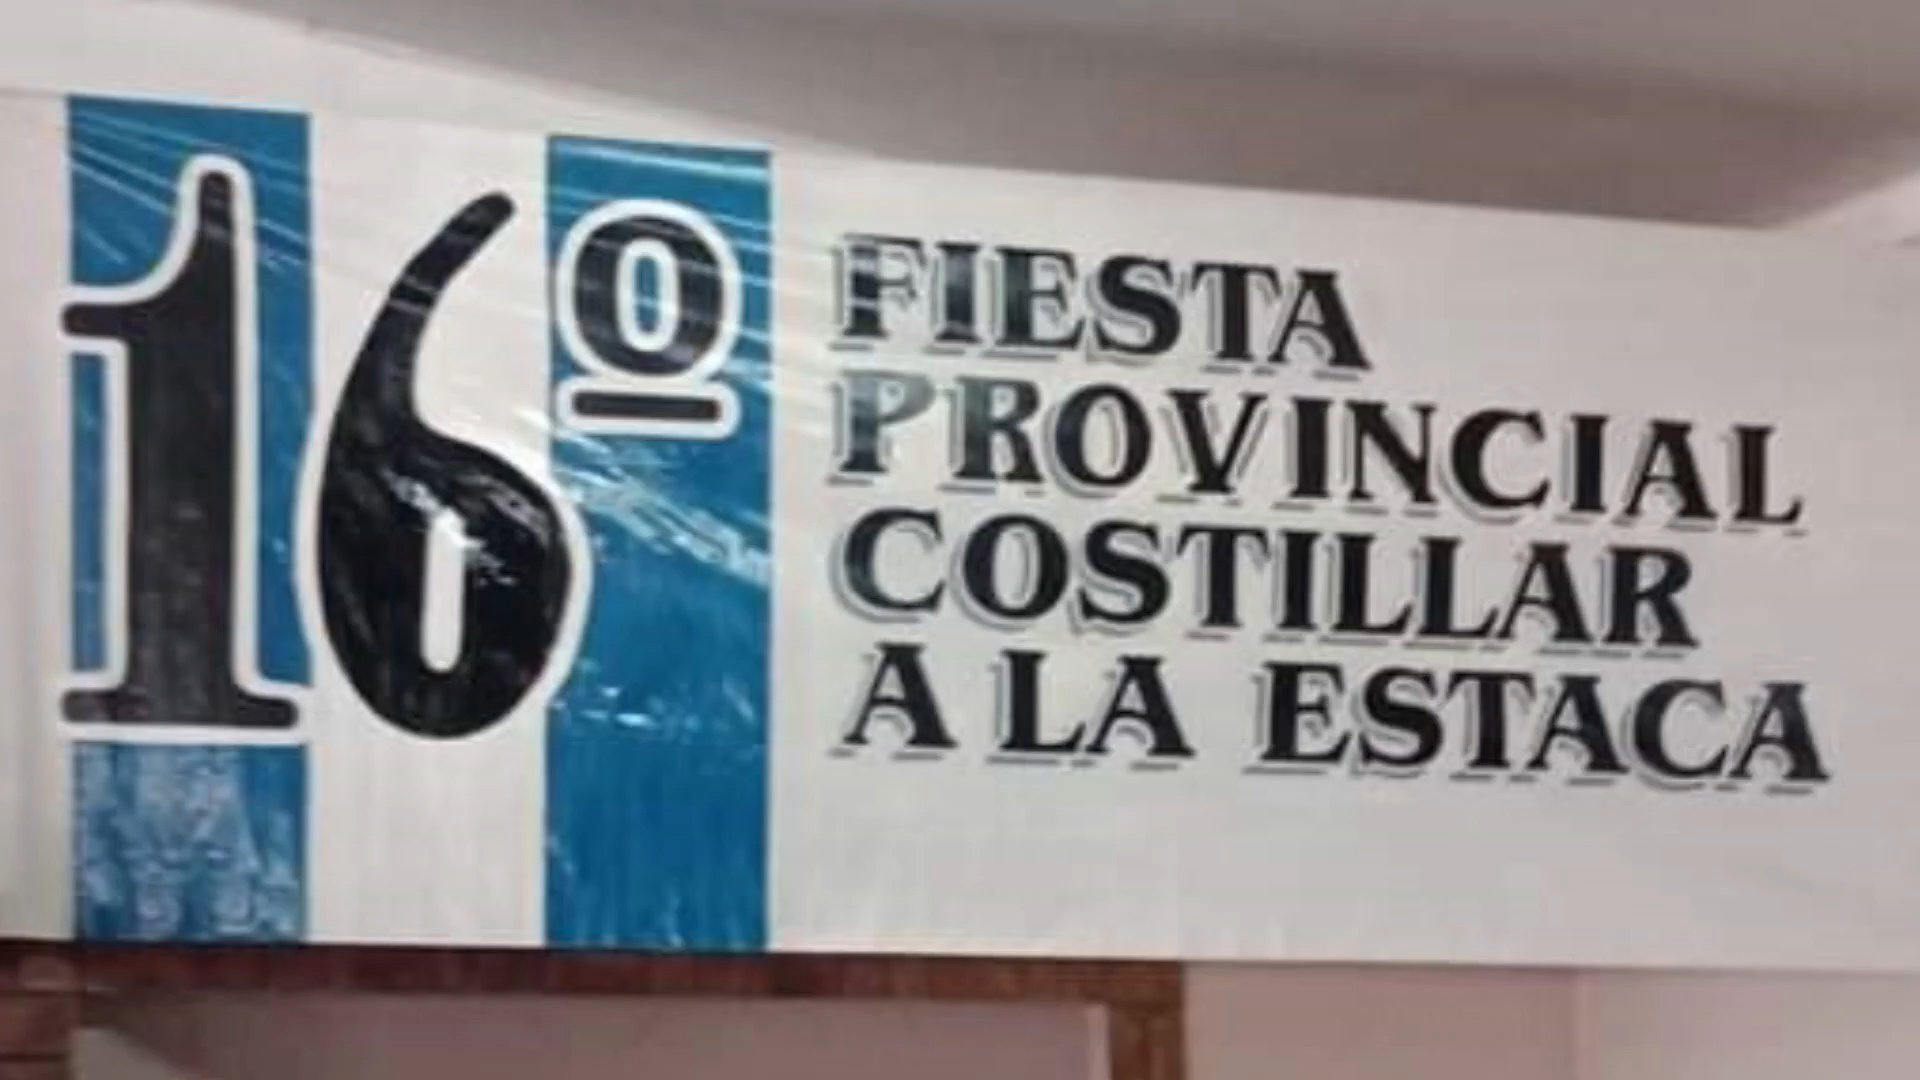 16º
FIESTA
PROVINCIAL
COSTILLAR
A LA ESTACA